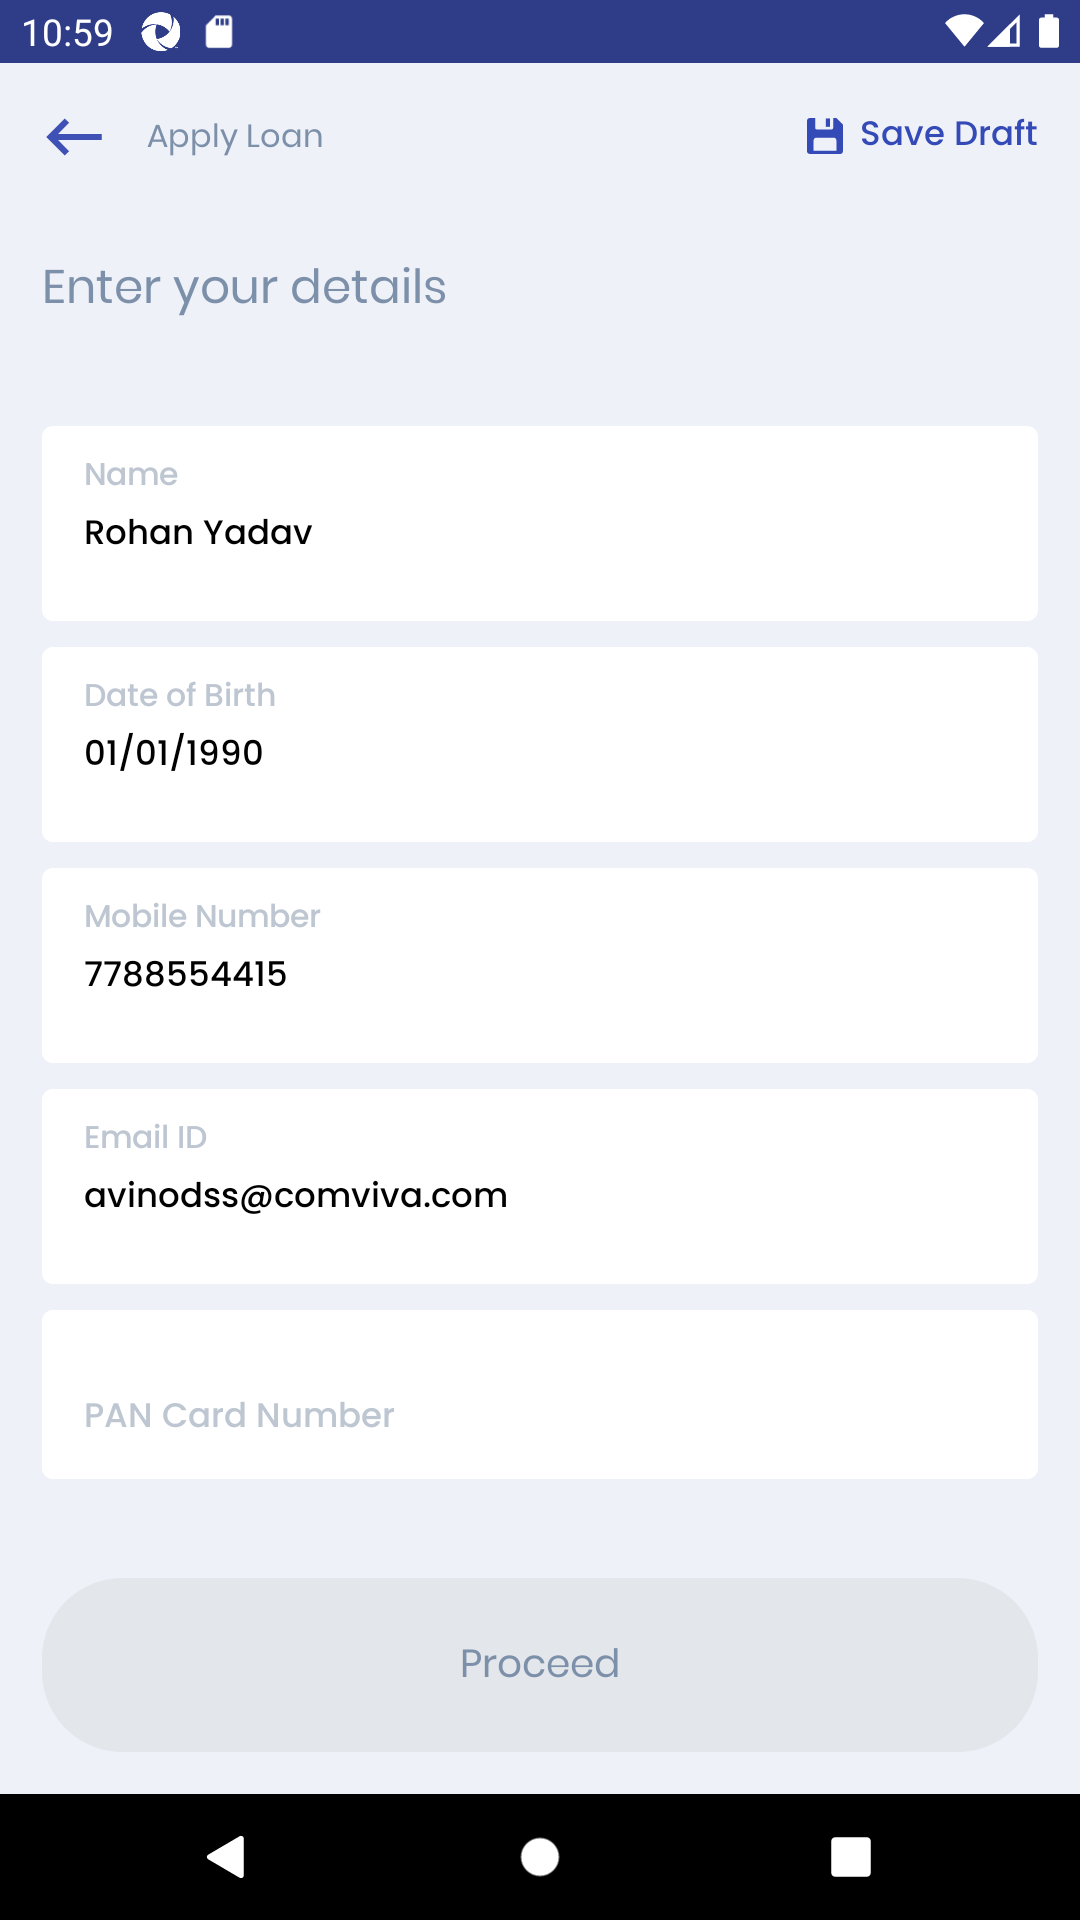 10:59
Apply Loan
Save Draft
Enter your details
Name
Rohan Yadav
Date of Birth
01/01/1990
Mobile Number
7788554415
Email ID
avinodss@comviva.com
PAN Card Number
Proceed